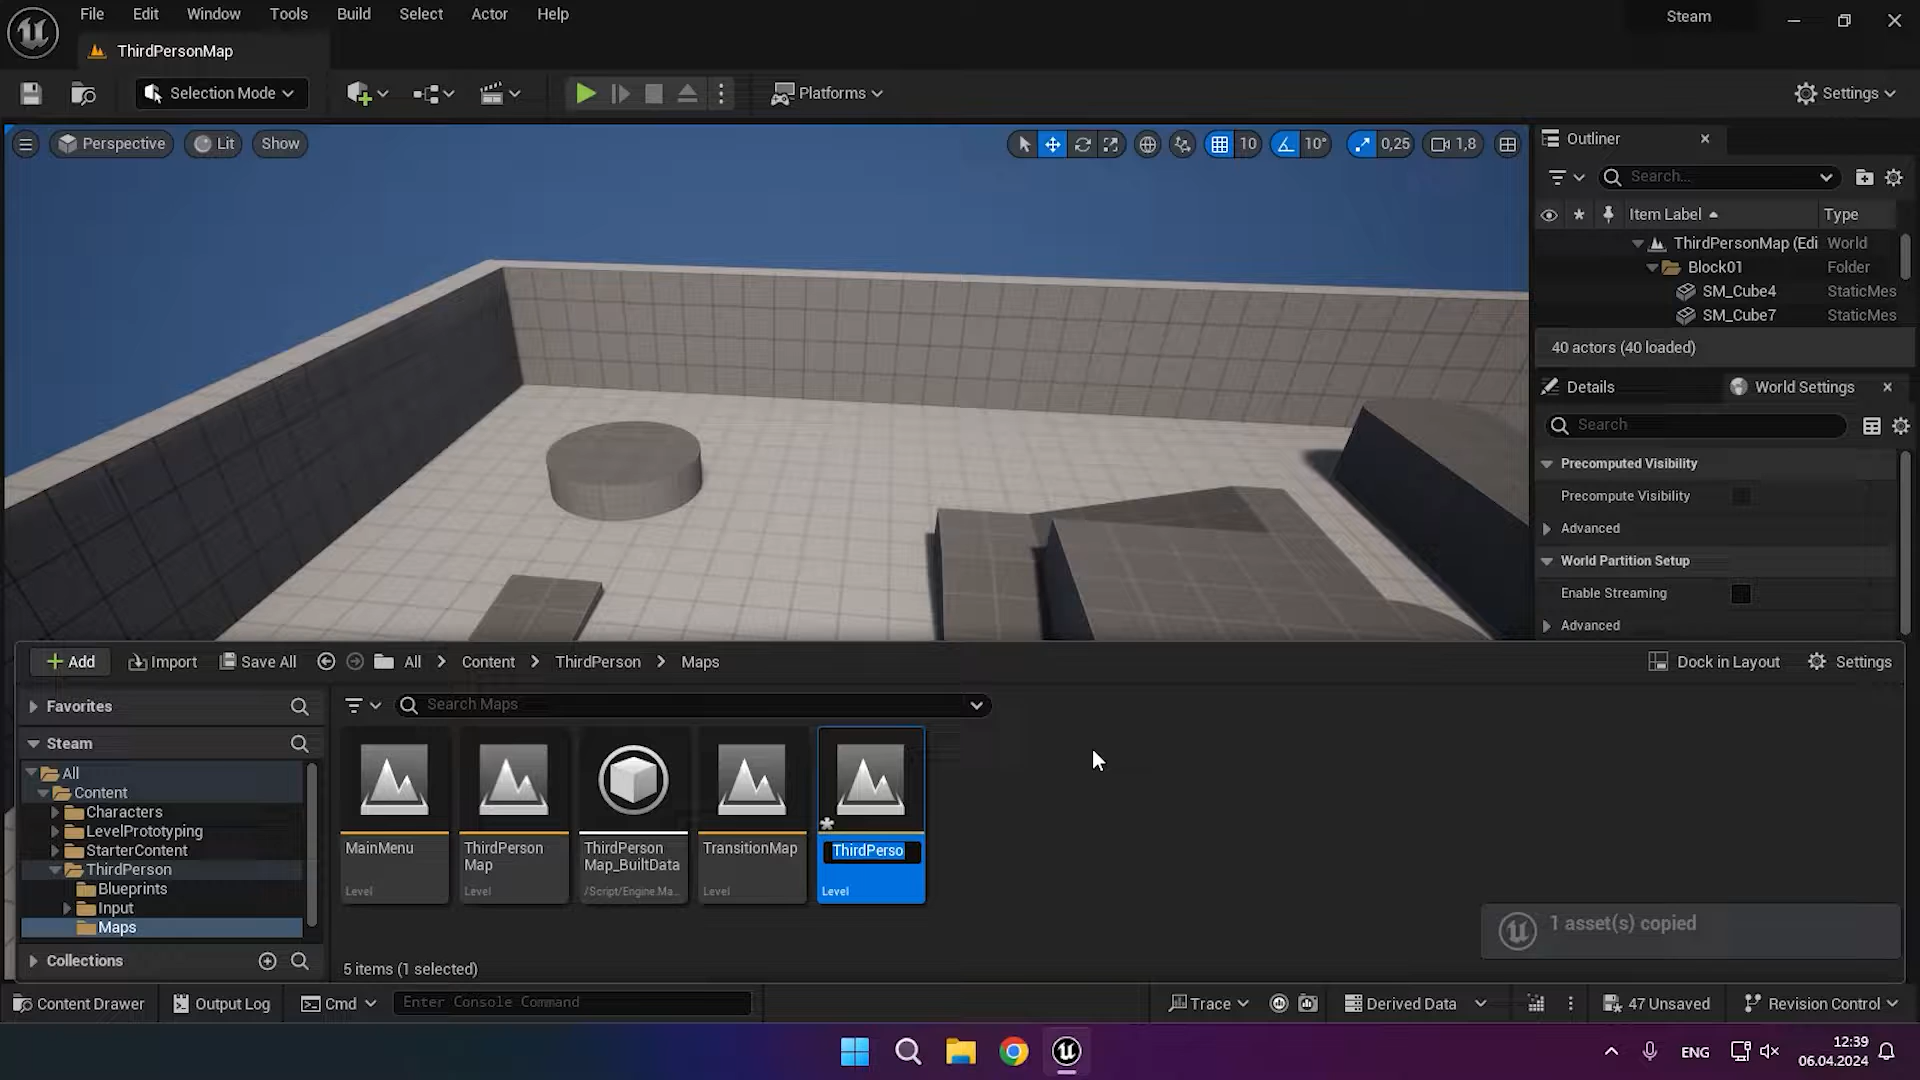 File Edit Window Tools Build Select Actor Help
Steam
ThirdPersonMap
Selection Mode
Platforms
Settings
Perspective
Lit
Show
10
10°
0,25
1,8
Outliner
Search...
Item Label
Type
ThirdPersonMap (Edi World
Block01 Folder
SM_Cube4 StaticMes
SM_Cube7 StaticMes
40 actors (40 loaded)
Details
World Settings
Search
Precomputed Visibility
Precompute Visibility
Advanced
World Partition Setup
Enable Streaming
Advanced
Add
Import
Save All
All
Content
ThirdPerson
Maps
Dock in Layout
Settings
Favorites
Search Maps
Steam
All
Content
Characters
LevelPrototyping
StarterContent
ThirdPerson
Blueprints
Input
Maps
Collections
MainMenu
Level
ThirdPerson
Map
Level
ThirdPerson
Map_BuiltData
/Script/Engine.Ma...
TransitionMap
Level
ThirdPerso
Level
1 asset(s) copied
5 items (1 selected)
Content Drawer
Output Log
Cmd
Enter Console Command
Trace
Derived Data
47 Unsaved
Revision Control
ENG
12:39
06.04.2024